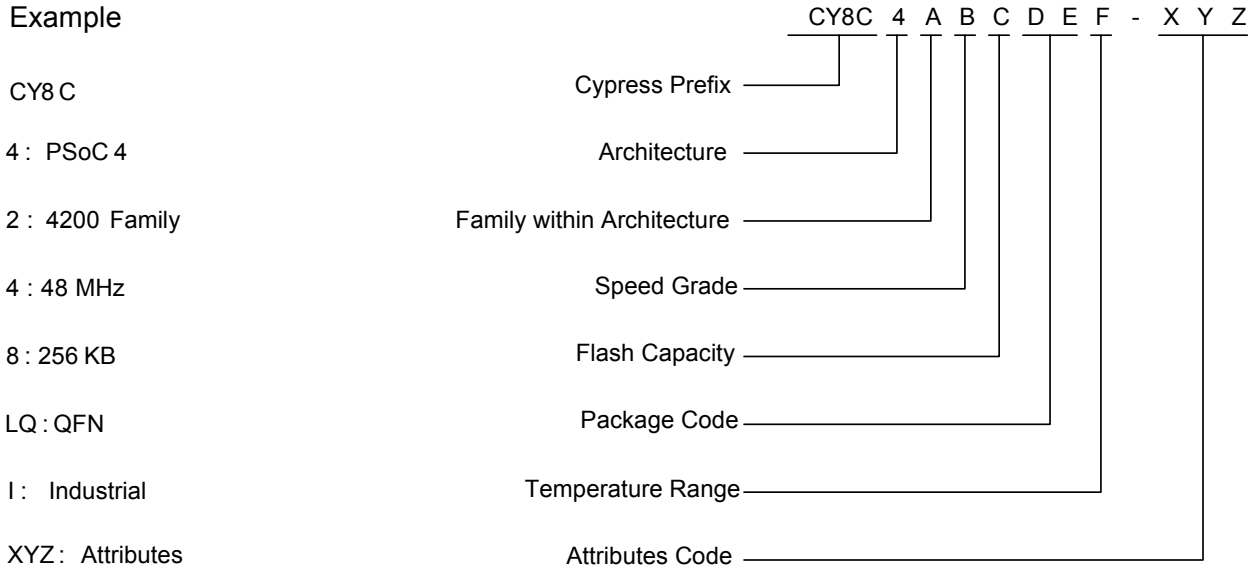 Example CY8C 4 A B C D E F - X Y Z
CY8 C Cypress Prefix
4 : PSoC 4 Architecture
2 : 4200 Family Family within Architecture
4 : 48 MHz Speed Grade
8 : 256 KB Flash Capacity
LQ : QFN Package Code
I : Industrial Temperature Range
XYZ : Attributes Attributes Code